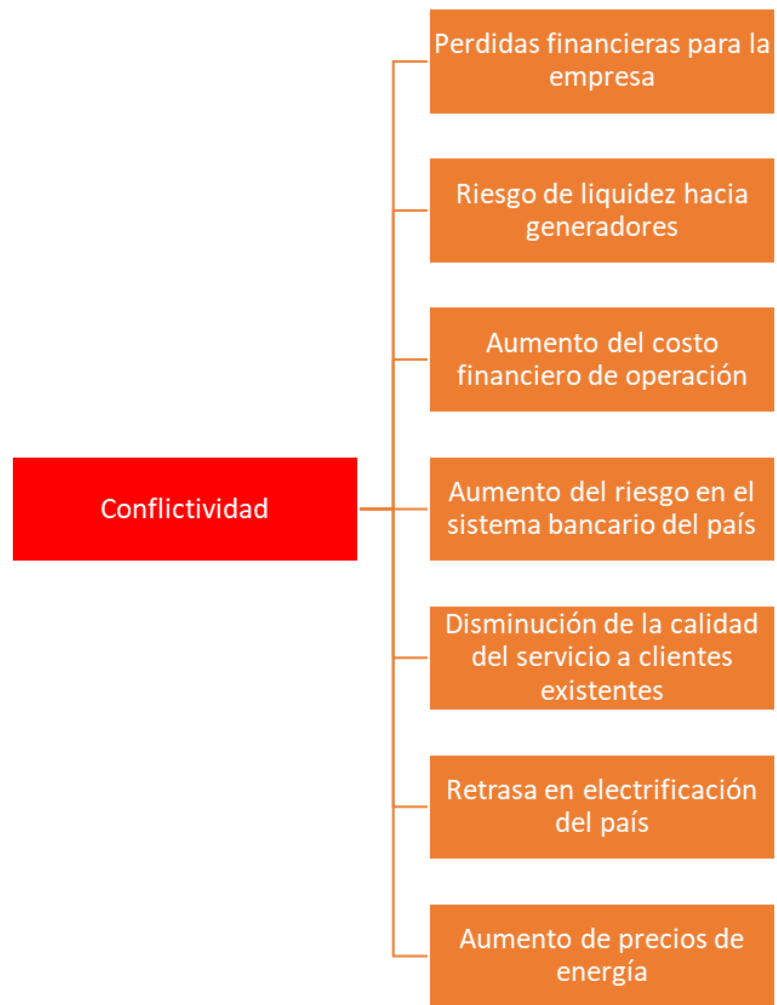 Perdidas financieras para la
empresa
Riesgo de liquidez hacia
generadores
Aumento del costo
financiero de operación
Conflictividad
Aumento del riesgo en el
sistema bancario del país
Disminución de la calidad
del servicio a clientes
existentes
Retrasa en electrificación
del país
Aumento de precios de
energía